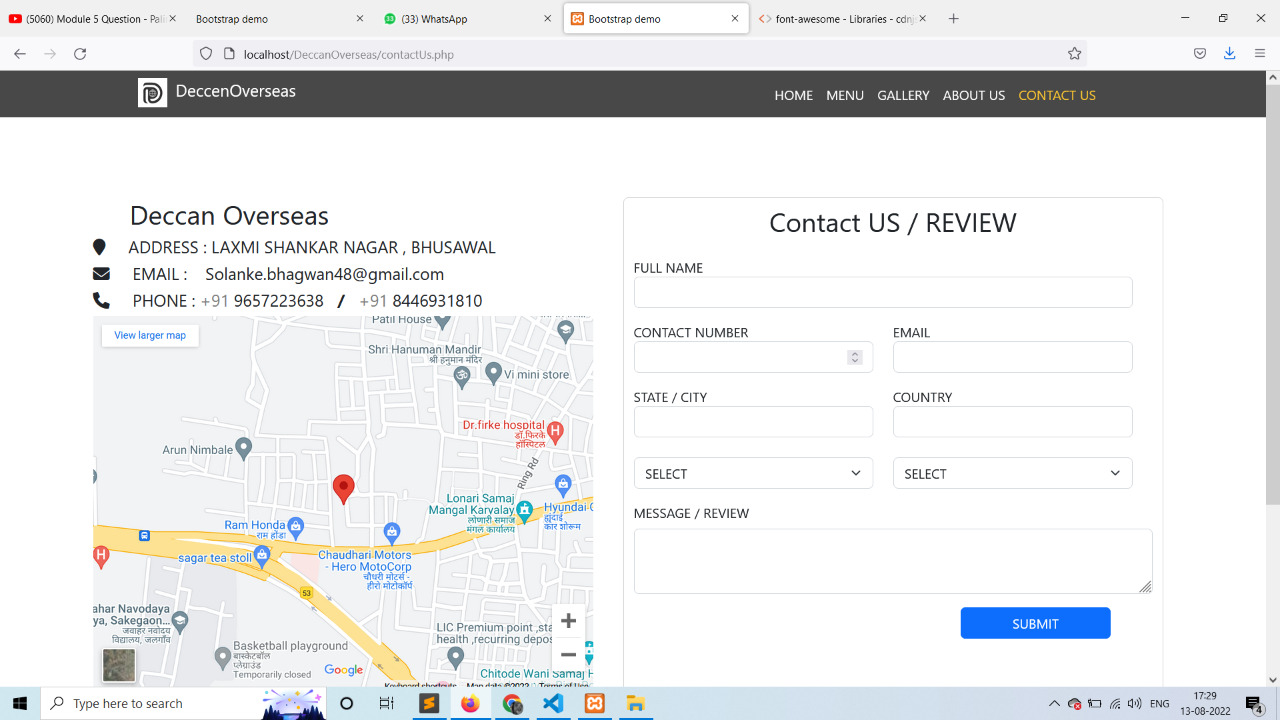 (5060) Module 5 Question - Pali
Bootstrap demo
(33) WhatsApp
Bootstrap demo
font-awesome - Libraries - cdnj
localhost/DeccanOverseas/contactUs.php
DeccenOverseas
HOME MENU GALLERY ABOUT US CONTACT US
Deccan Overseas
ADDRESS : LAXMI SHANKAR NAGAR , BHUSAWAL
EMAIL : Solanke.bhagwan48@gmail.com
PHONE : +91 9657223638 / +91 8446931810
View larger map
Patil House
Shri Hanuman Mandir
श्री हनुमान मंदिर
Vi mini store
Dr.firke hospital
डॉ.फिरके
हॉस्पिटल
Arun Nimbale
Ring Rd
Lonari Samaj
Mangal Karyalay
लोणारी समाज
मंगल कार्यालय
Hyundai C
ह्युंदाई
कार शोरूम
Ram Honda
राम होंडा
sagar tea stoll
Chaudhari Motors
- Hero MotoCorp
चौधरी मोटर्स -
हीरो मोटोकॉर्प
53
ahar Navodaya
ya, Sakegaon...
जवाहर नवोदय
विद्यालय, जलगाँव
Basketball playground
बास्केटबॉल
प्लेग्राउंड
Temporarily closed
LIC Premium point ,sta
health ,recurring depos
Google
Chitode Wani Samaj H
Keyboard shortcuts Map data ©2022 Terms of Use
Contact US / REVIEW
FULL NAME
CONTACT NUMBER
EMAIL
STATE / CITY
COUNTRY
SELECT
SELECT
MESSAGE / REVIEW
SUBMIT
Type here to search
ENG
17:29
13-08-2022
4